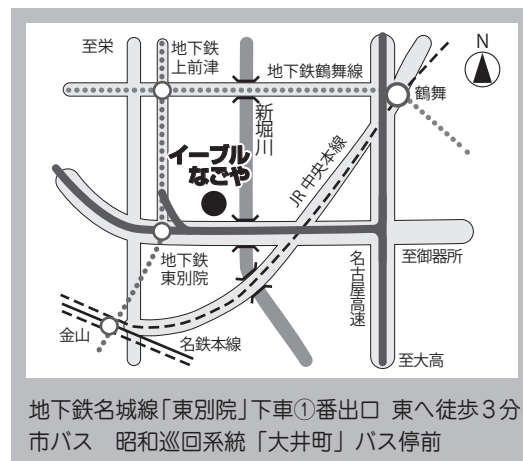 至栄
地下鉄
上前津
地下鉄鶴舞線
N
鶴舞
新堀川
イーブル
なごや
JR中央本線
地下鉄
東別院
名古屋高速
至御器所
金山
名鉄本線
至大高
地下鉄名城線「東別院」下車①番出口 東へ徒歩3分
市バス 昭和巡回系統「大井町」バス停前